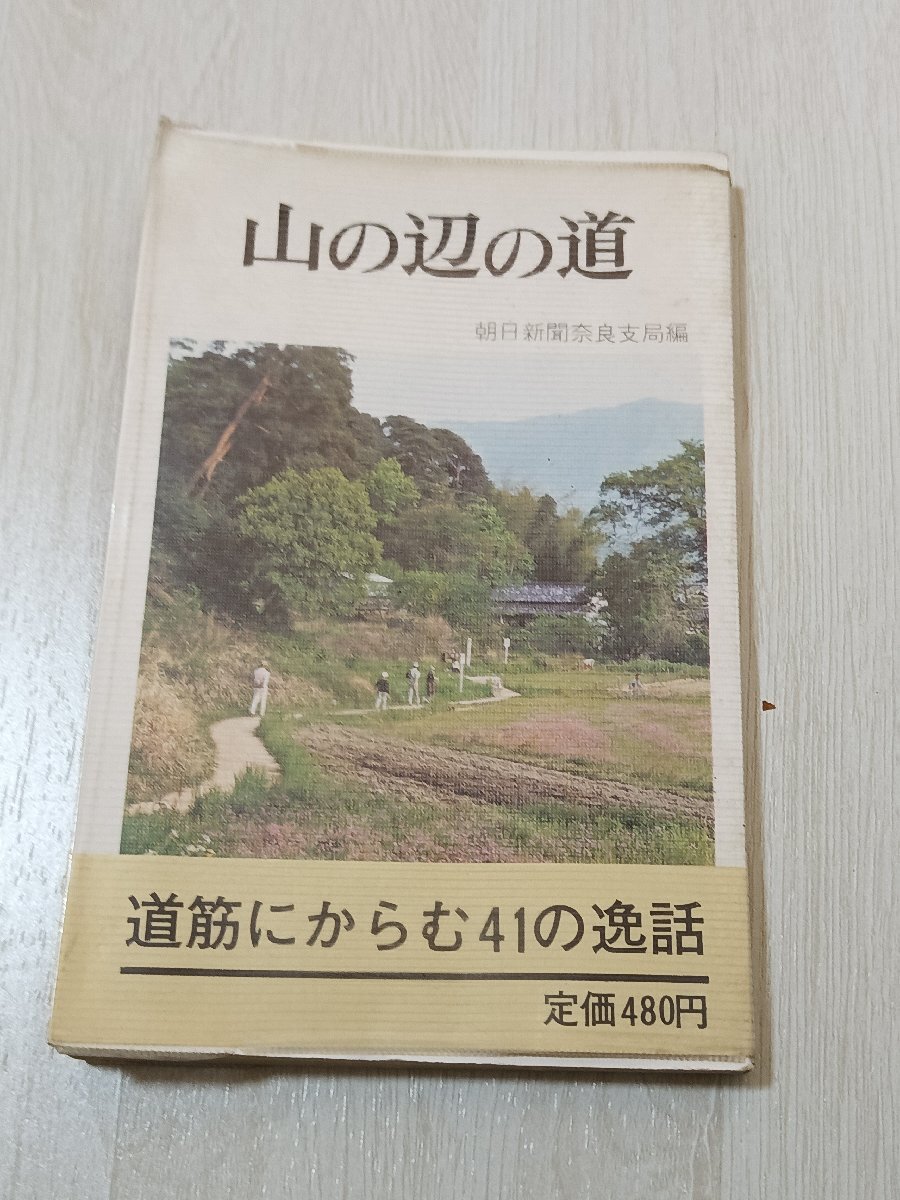 山の辺の道
朝日新聞奈良支局編
道筋にからむ41の逸話
定価480円